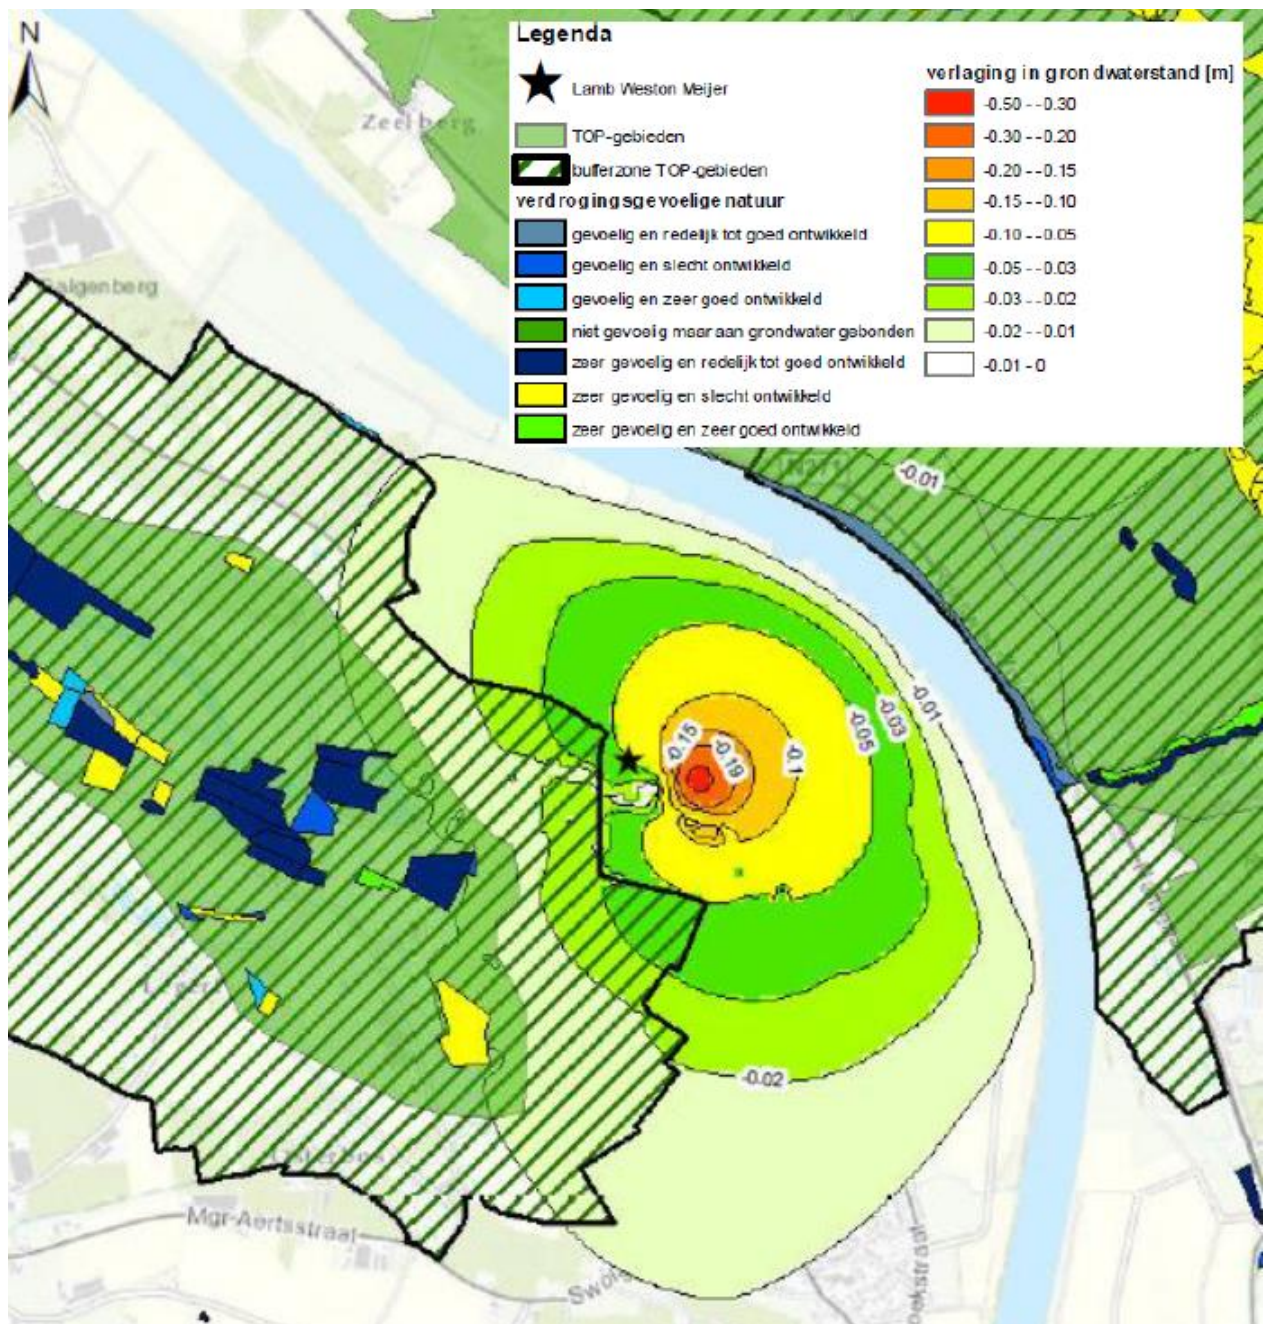 N
Legenda
Lamb Weston Meijer
TOP-gebieden
bufferzone TOP-gebieden
verdrogingsgevoelige natuur
gevoelig en redelijk tot goed ontwikkeld
gevoelig en slecht ontwikkeld
gevoelig en zeer goed ontwikkeld
niet gevoelig maar aan grondwater gebonden
zeer gevoelig en redelijk tot goed ontwikkeld
zeer gevoelig en slecht ontwikkeld
zeer gevoelig en zeer goed ontwikkeld
verlaging in grondwaterstand [m]
-0.50 - -0.30
-0.30 - -0.20
-0.20 - -0.15
-0.15 - -0.10
-0.10 - -0.05
-0.05 - -0.03
-0.03 - -0.02
-0.02 - -0.01
-0.01 - 0
Zeelberg
algenberg
N271
-0.01
-0.01
-0.03
-0.05
-0.1
-0.15
-0.19
-0.02
Mgr-Aertsstraat